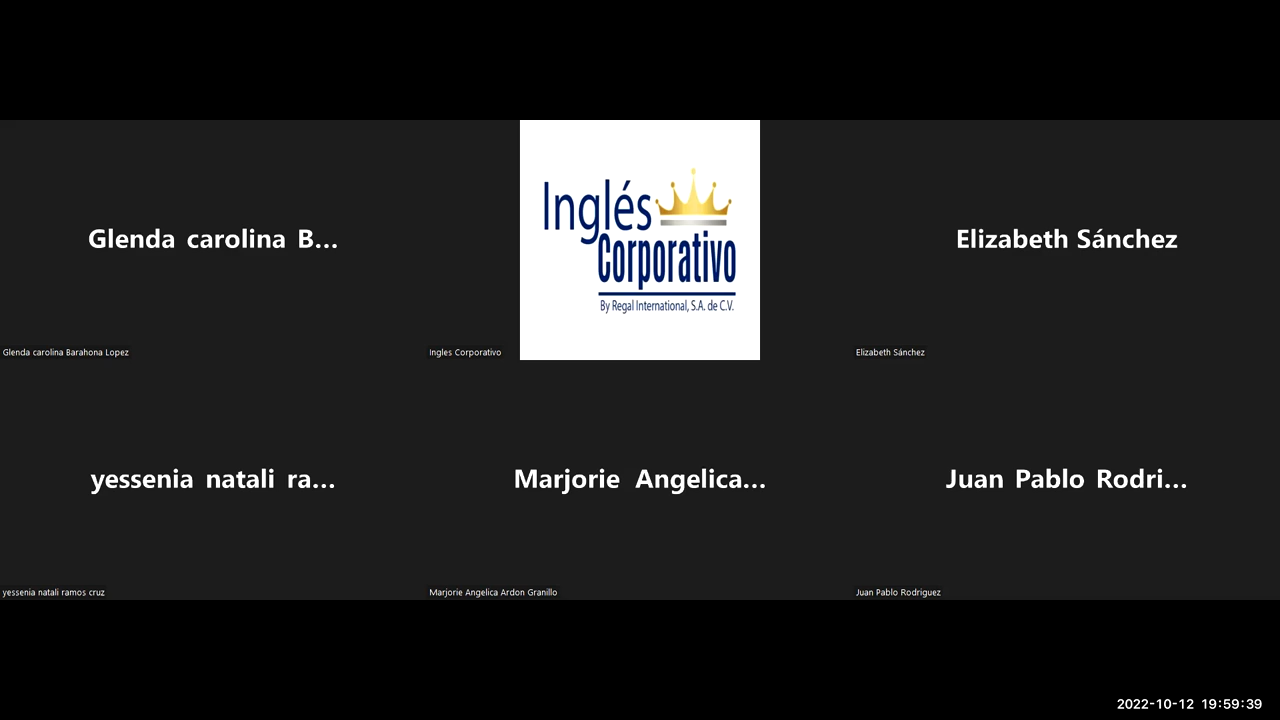 Glenda carolina B...
Inglés
Corporativo
By Regal International, S.A. de C.V.
Elizabeth Sánchez
Glenda carolina Barahona Lopez
Ingles Corporativo
Elizabeth Sánchez
yessenia natali ra...
Marjorie Angelica...
Juan Pablo Rodri...
yessenia natali ramos cruz
Marjorie Angelica Ardon Granillo
Juan Pablo Rodriguez
2022-10-12 19:59:39